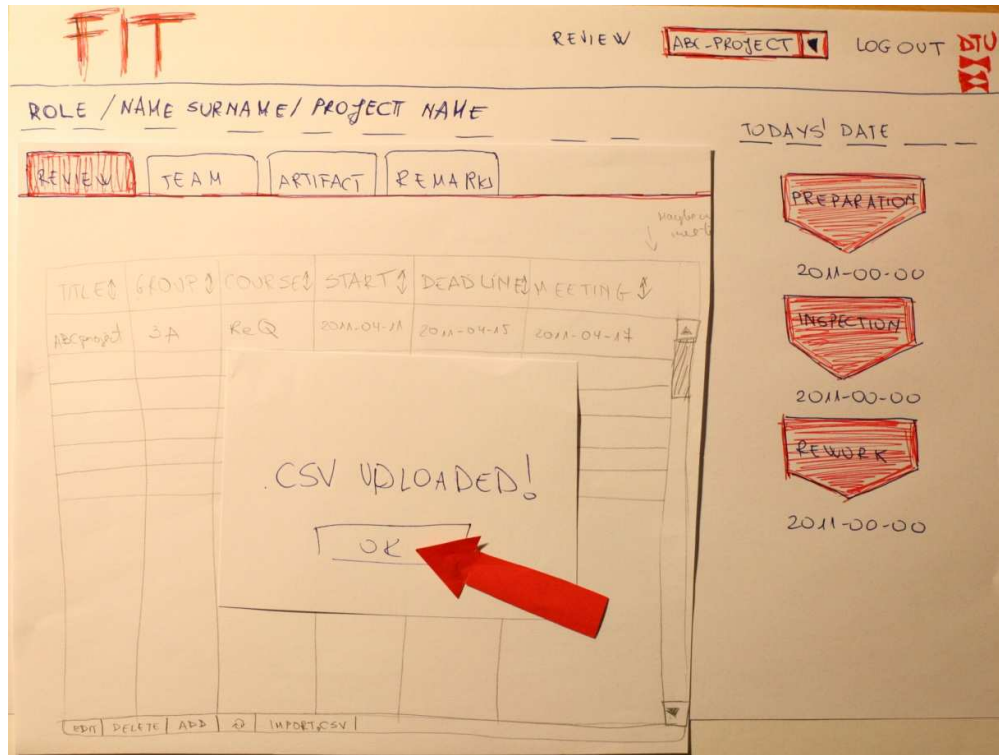 FIT
REVIEW ABC-PROJECT LOG OUT DTU
ROLE / NAME SURNAME / PROJECT NAME
TODAYS' DATE
REVIEW TEAM ARTIFACT REMARKS
PREPARATION
2011-00-00
INSPECTION
2011-00-00
REWORK
2011-00-00
TITLE GROUP COURSE START DEADLINE MEETING
ABCprojct 3A ReQ 2011-04-11 2011-04-15 2011-04-17
.CSV UPLOADED!
OK
EDIT DELETE ADD IMPORT.CSV